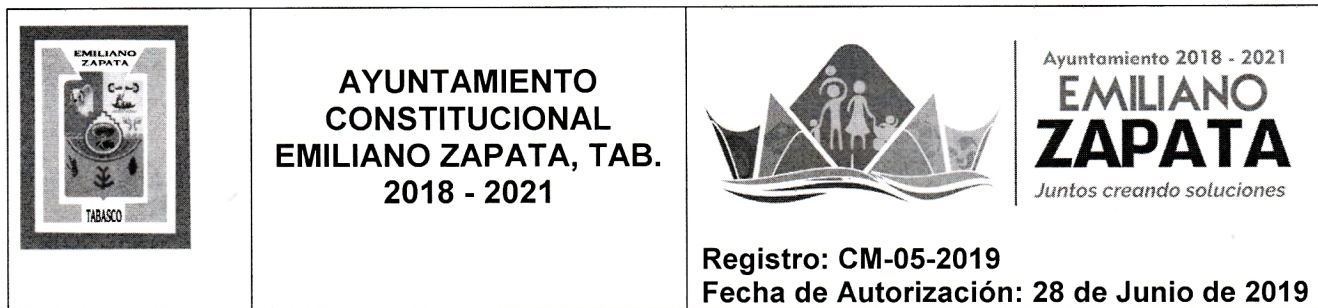 EMILIANO
ZAPATA
TABASCO
AYUNTAMIENTO
CONSTITUCIONAL
EMILIANO ZAPATA, TAB.
2018 - 2021
Ayuntamiento 2018 - 2021
EMILIANO
ZAPATA
Juntos creando soluciones
Registro: CM-05-2019
Fecha de Autorización: 28 de Junio de 2019